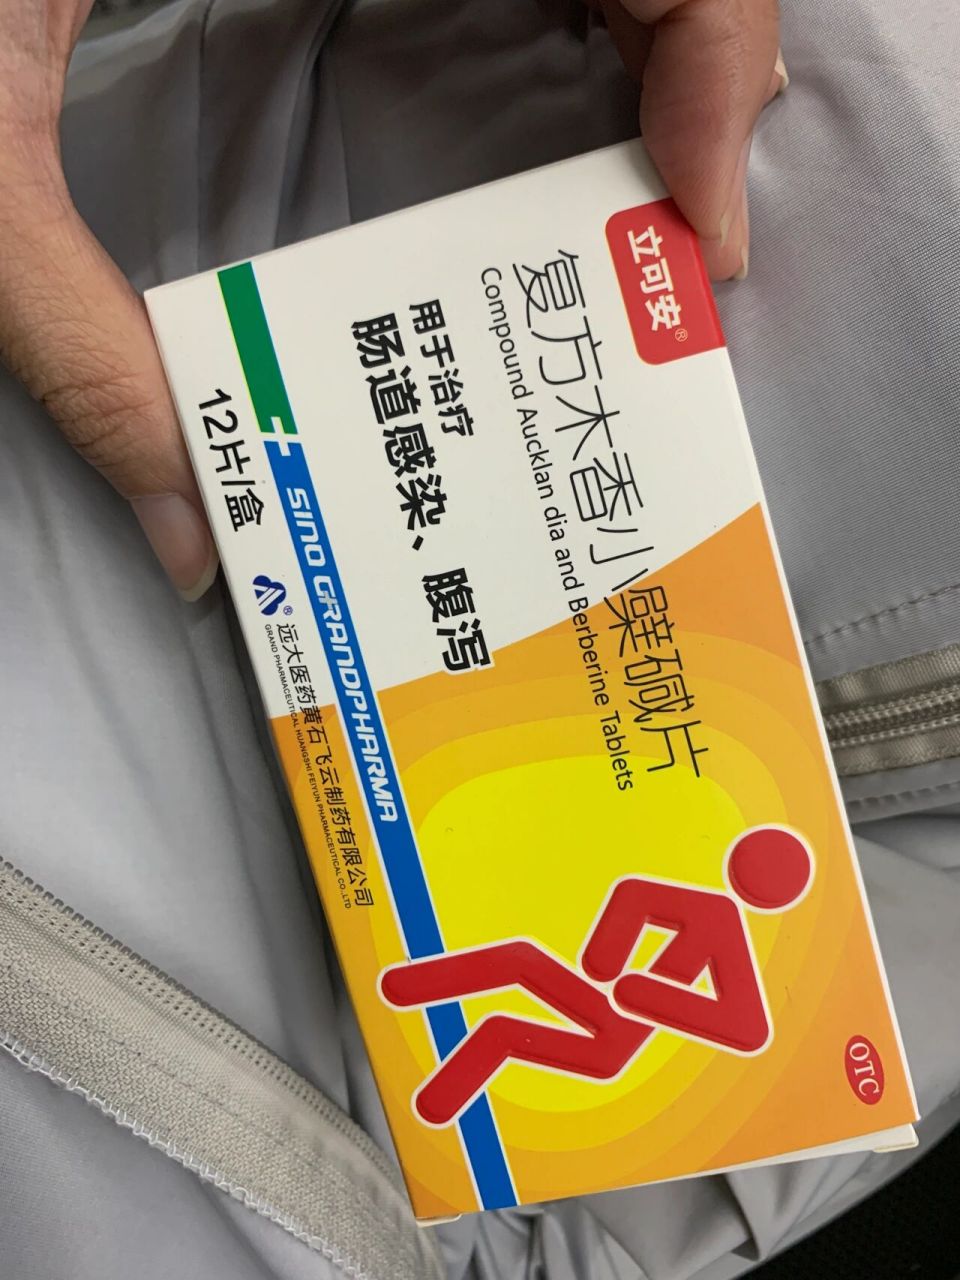 立可安®
复方木香小檗碱片
Compound Aucklan dia and Berberine Tablets
用于治疗
肠道感染、腹泻
SINO GRANDPHARMA
12片/盒
® 远大医药黄石飞云制药有限公司
GRAND PHARMACEUTICAL HUANGSHI FEIYUN PHARMACEUTICAL CO.,LTD
OTC